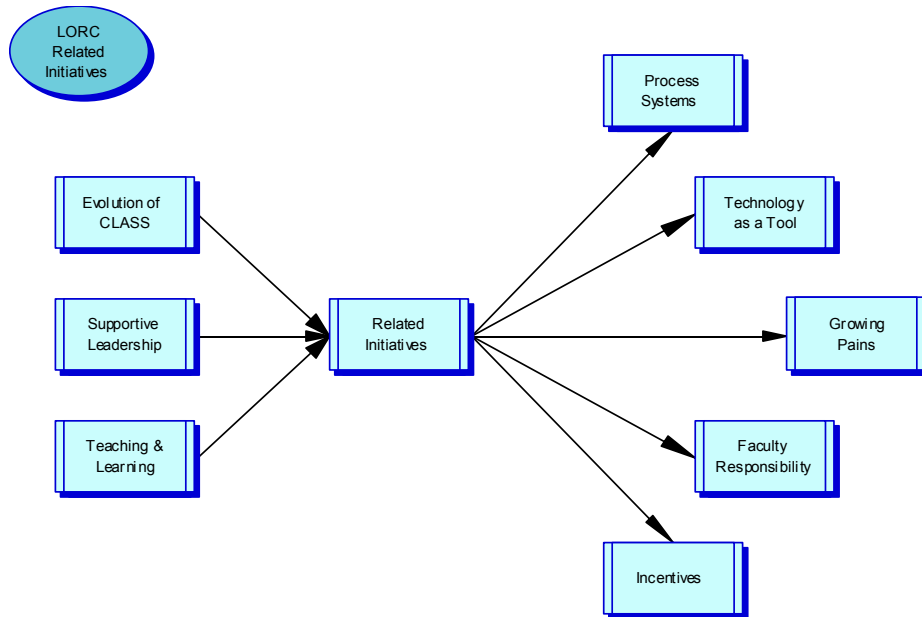 LORC
Related
Initiatives
Process
Systems
Evolution of
CLASS
Technology
as a Tool
Supportive
Leadership
Related
Initiatives
Growing
Pains
Teaching &
Learning
Faculty
Responsibility
Incentives